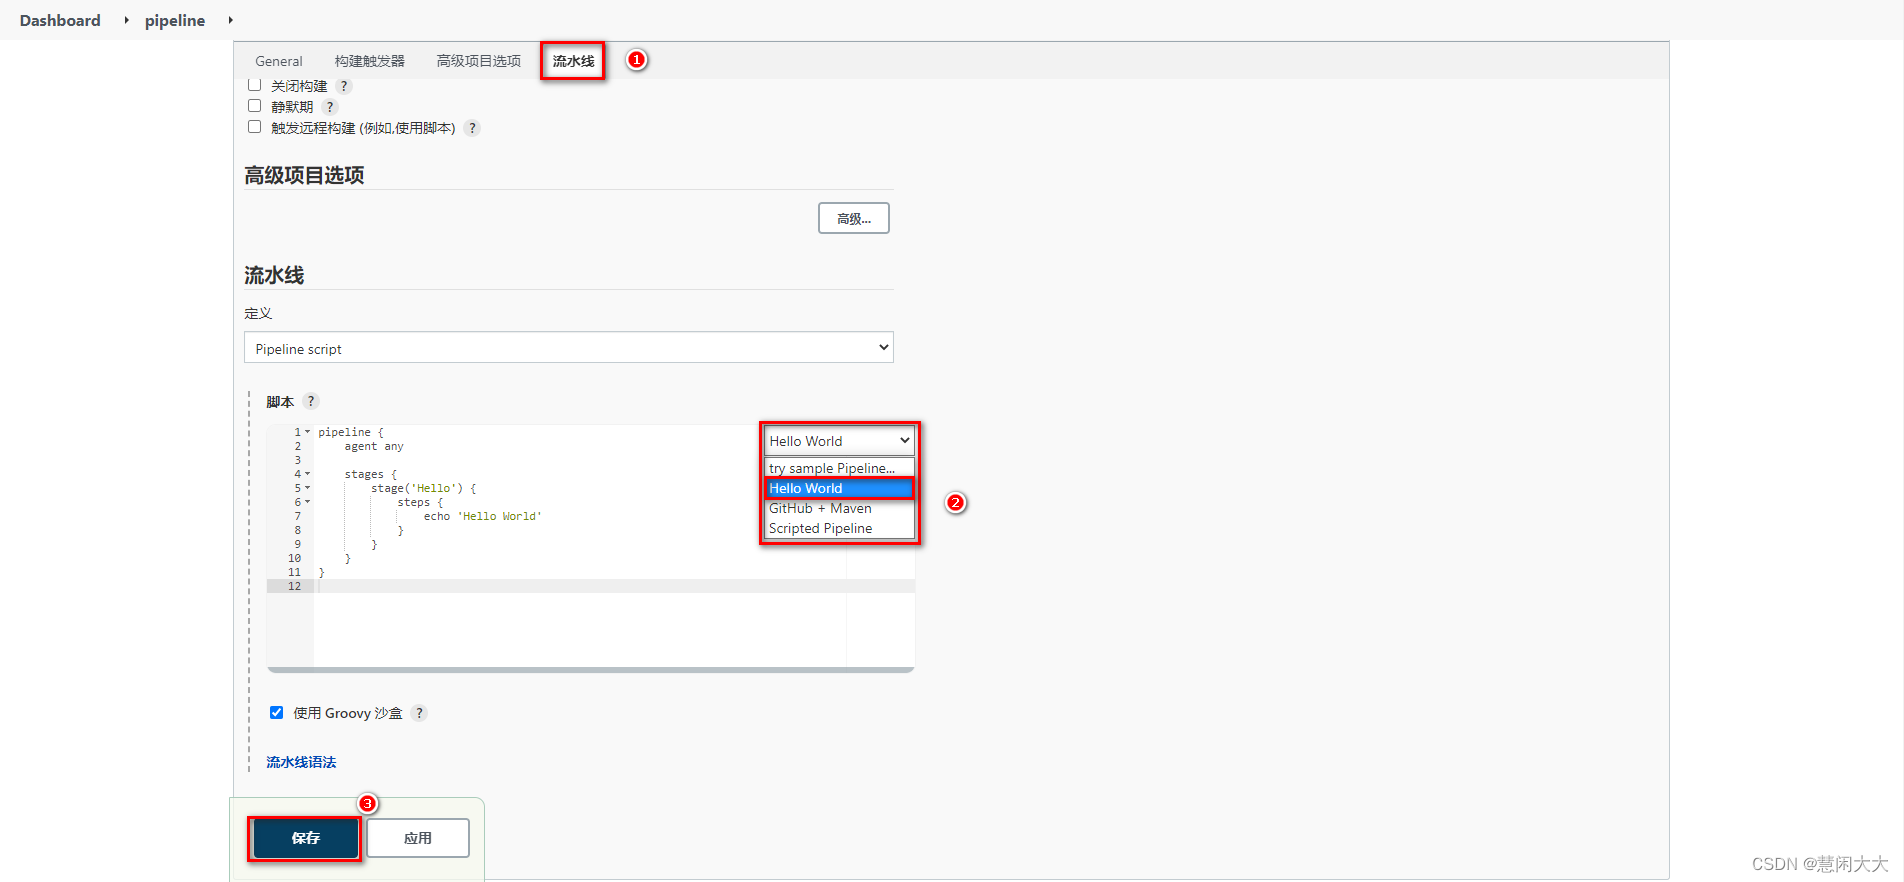 Dashboard pipeline
General 构建触发器 高级项目选项 流水线 1
关闭构建 ?
静默期 ?
触发远程构建 (例如,使用脚本) ?
高级项目选项
高级...
流水线
定义
Pipeline script
脚本 ?
1 pipeline {
2 agent any
3
4 stages {
5 stage('Hello') {
6 steps {
7 echo 'Hello World'
8 }
9 }
10 }
11 }
12
Hello World
try sample Pipeline...
Hello World
GitHub + Maven
Scripted Pipeline
2
使用 Groovy 沙盒 ?
流水线语法
3
保存 应用
CSDN @慧闲大大